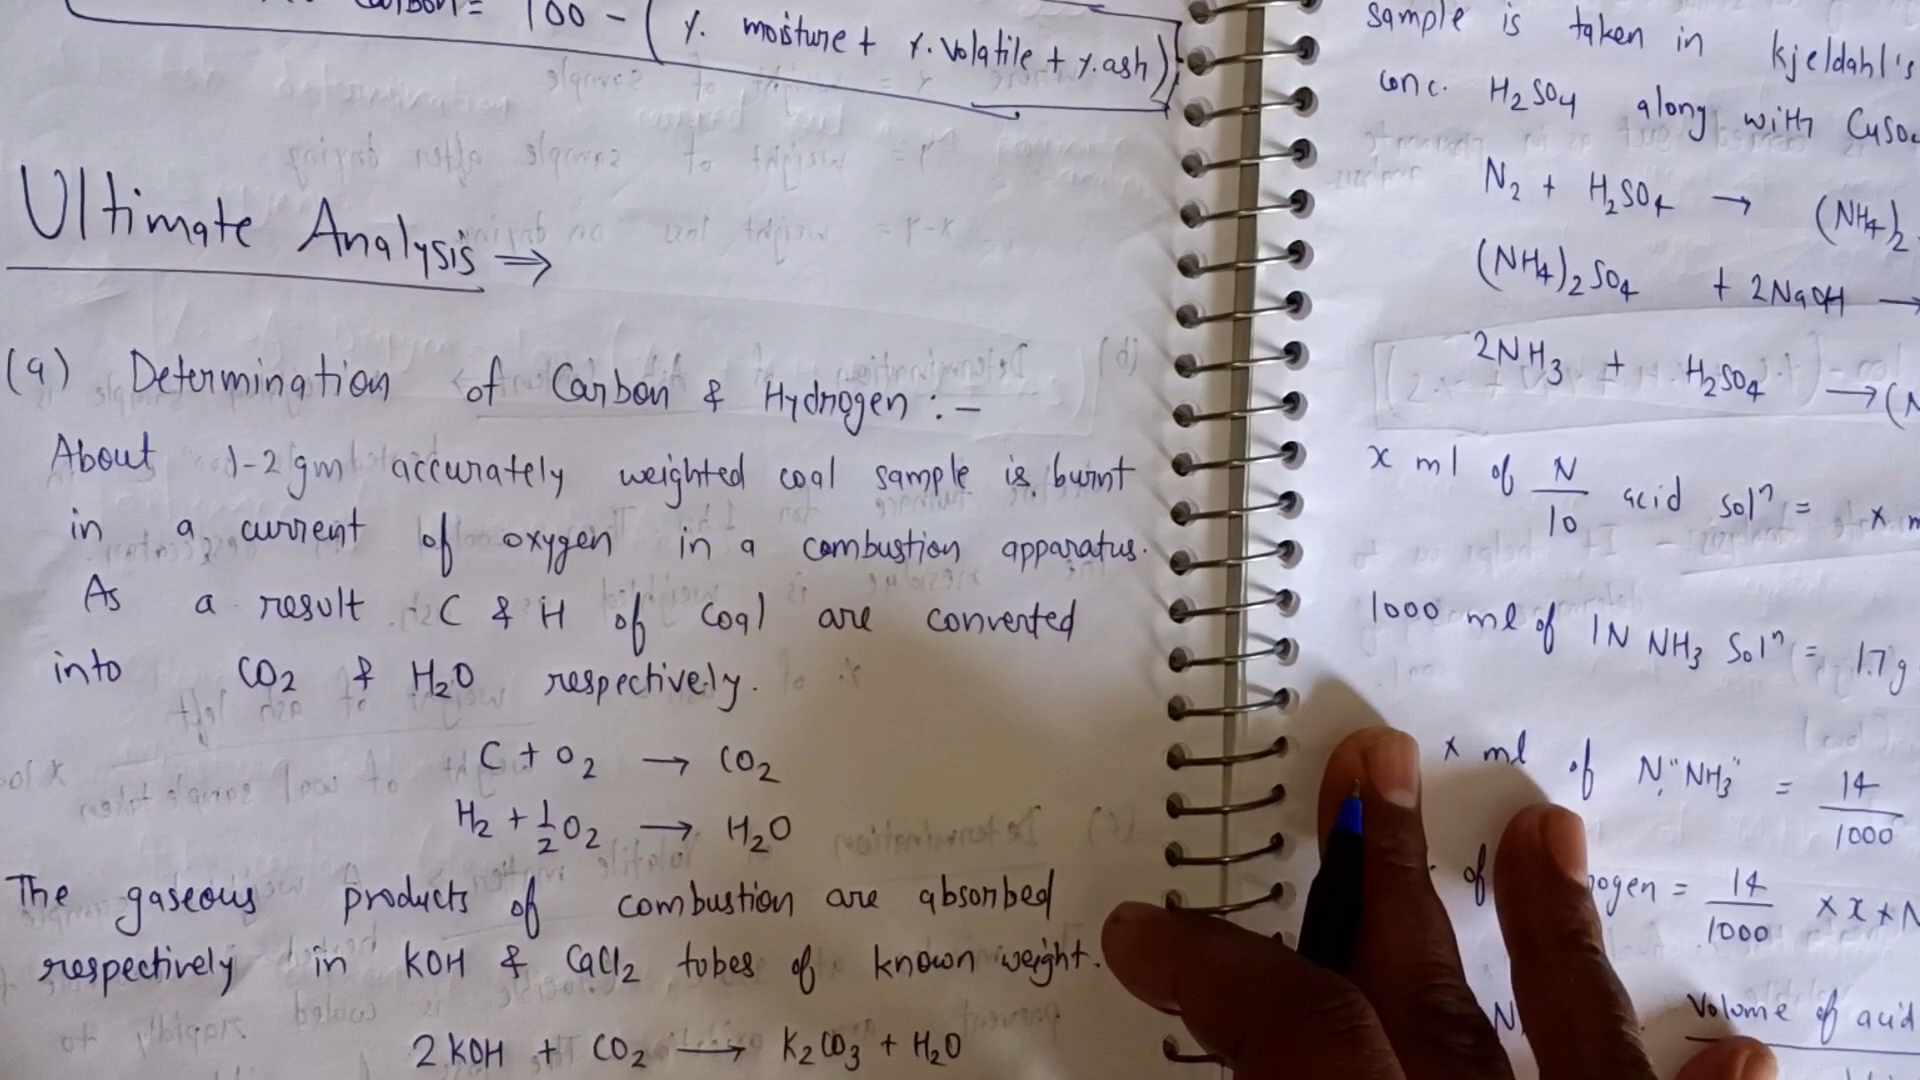 Carbon = 100 - (%. moisture + %. volatile + %. ash)
Ultimate Analysis →
(a) Determination of Carbon & Hydrogen :-
About 1-2 gm accurately weighted coal sample is burnt
in a current of oxygen in a combustion apparatus.
As a result C & H of coal are converted
into CO2 & H2O respectively.
C + O2 → CO2
H2 + 1/2 O2 → H2O
The gaseous products of combustion are absorbed
respectively in KOH & CaCl2 tubes of known weight.
2 KOH + CO2 → K2CO3 + H2O
sample is taken in kjeldahl's
conc. H2SO4 along with CuSO4
N2 + H2SO4 → (NH4)2
(NH4)2SO4 + 2NaOH →
2NH3 + H2SO4 → (N
x ml of N/10 acid solⁿ = x m
1000 ml of 1N NH3 Solⁿ = 17g
x ml of N "NH3" = 14/1000
of ogen = 14/1000 × x × N
N Volume of acid